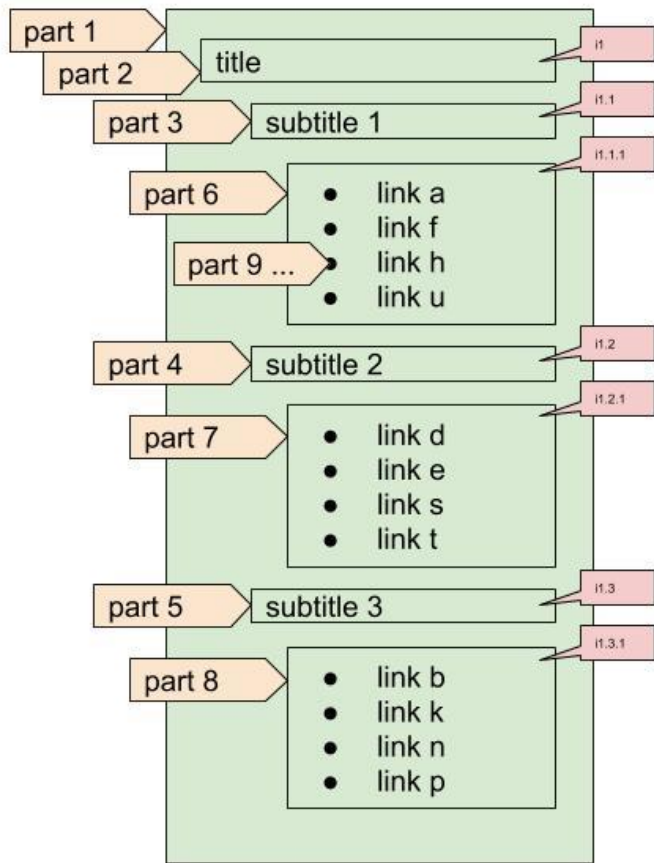 part 1
i1
part 2
title
i1.1
part 3
subtitle 1
i1.1.1
part 6
link a
link f
part 9 ...
link h
link u
i1.2
part 4
subtitle 2
i1.2.1
part 7
link d
link e
link s
link t
i1.3
part 5
subtitle 3
i1.3.1
part 8
link b
link k
link n
link p